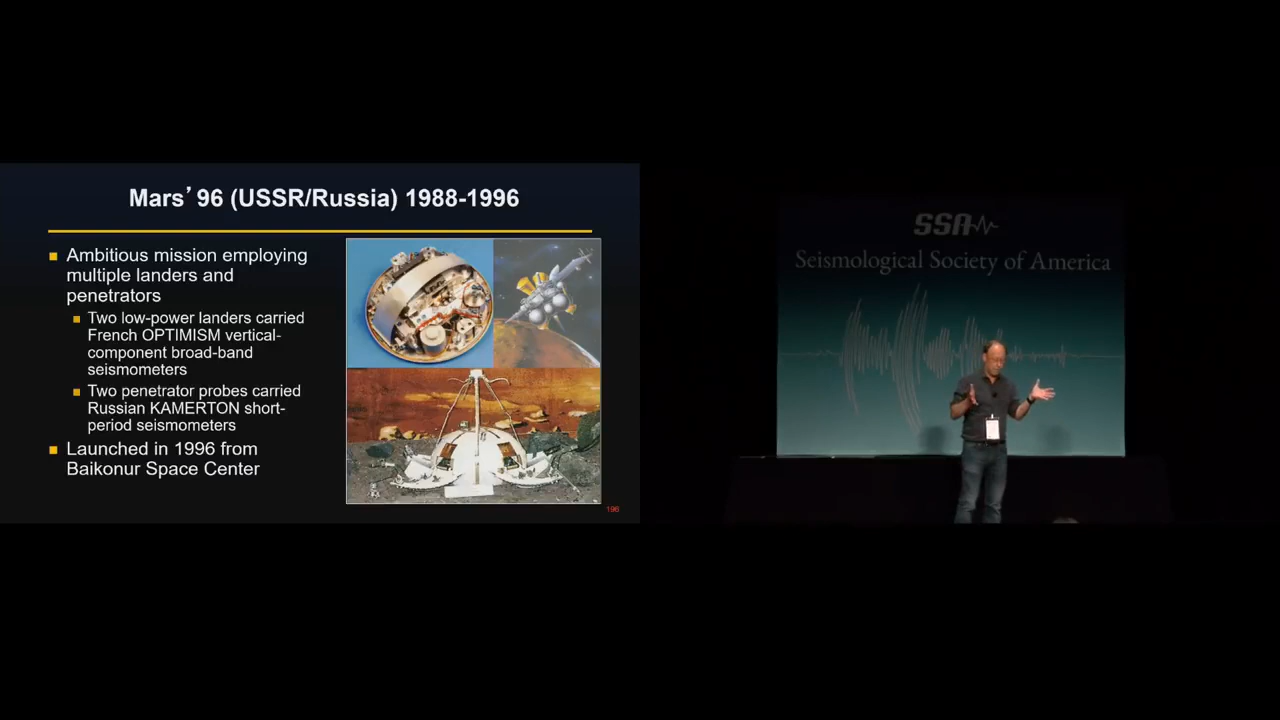 Mars’ 96 (USSR/Russia) 1988-1996
Ambitious mission employing
multiple landers and
penetrators
Two low-power landers carried
French OPTIMISM vertical-
component broad-band
seismometers
Two penetrator probes carried
Russian KAMERTON short-
period seismometers
Launched in 1996 from
Baikonur Space Center
196
SSA
Seismological Society of America